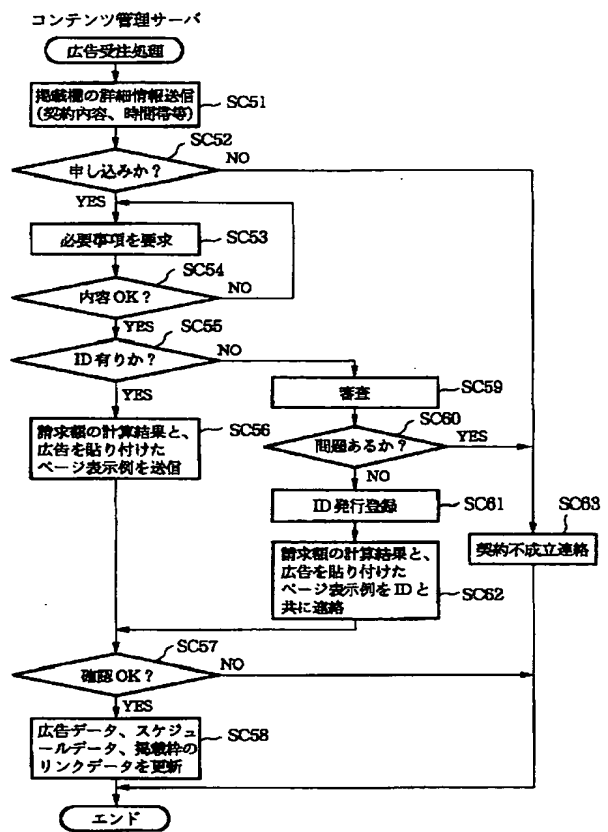 コンテンツ管理サーバ
広告受注処理
掲載欄の詳細情報送信
(契約内容、時間帯等)
SC51
SC52
申し込みか？
NO
YES
必要事項を要求
SC53
SC54
内容OK？
NO
YES
SC55
ID有りか？
NO
YES
審査
SC59
SC60
請求額の計算結果と、
広告を貼り付けた
ページ表示例を送信
SC56
問題あるか？
YES
NO
ID発行登録
SC61
SC63
契約不成立連絡
請求額の計算結果と、
広告を貼り付けた
ページ表示例をIDと
共に連絡
SC62
SC57
確認OK？
NO
YES
広告データ、スケジュ
ールデータ、掲載枠の
リンクデータを更新
SC58
エンド